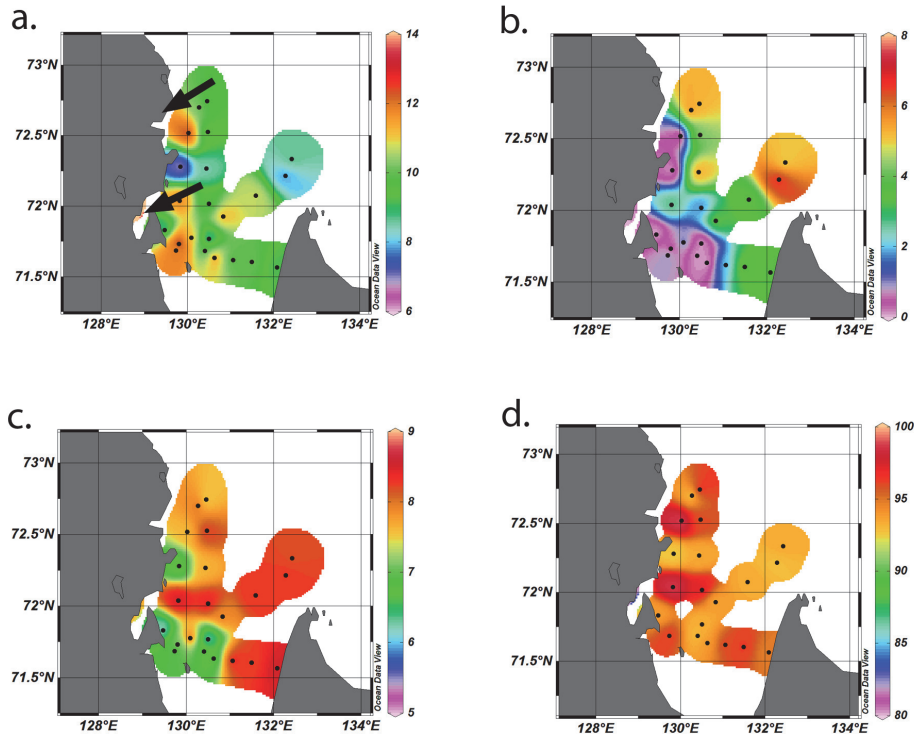 a.
14
73°N
12
72.5°N
10
72°N
8
71.5°N
Ocean Data View
6
128°E 130°E 132°E 134°E
b.
8
73°N
6
72.5°N
4
72°N
2
71.5°N
Ocean Data View
0
128°E 130°E 132°E 134°E
c.
9
73°N
8
72.5°N
7
72°N
6
71.5°N
Ocean Data View
5
128°E 130°E 132°E 134°E
d.
100
73°N
95
72.5°N
90
72°N
85
71.5°N
Ocean Data View
80
128°E 130°E 132°E 134°E